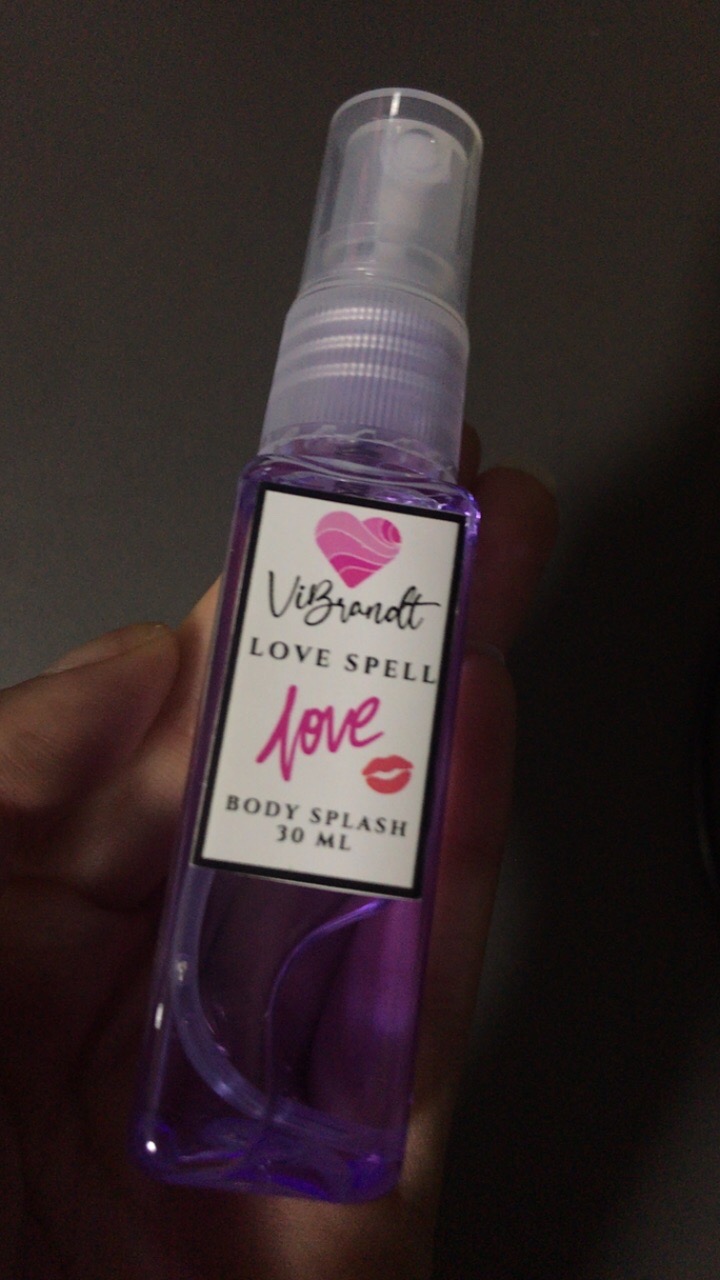 ViBrandt
LOVE SPELL
love
BODY SPLASH
30 ML